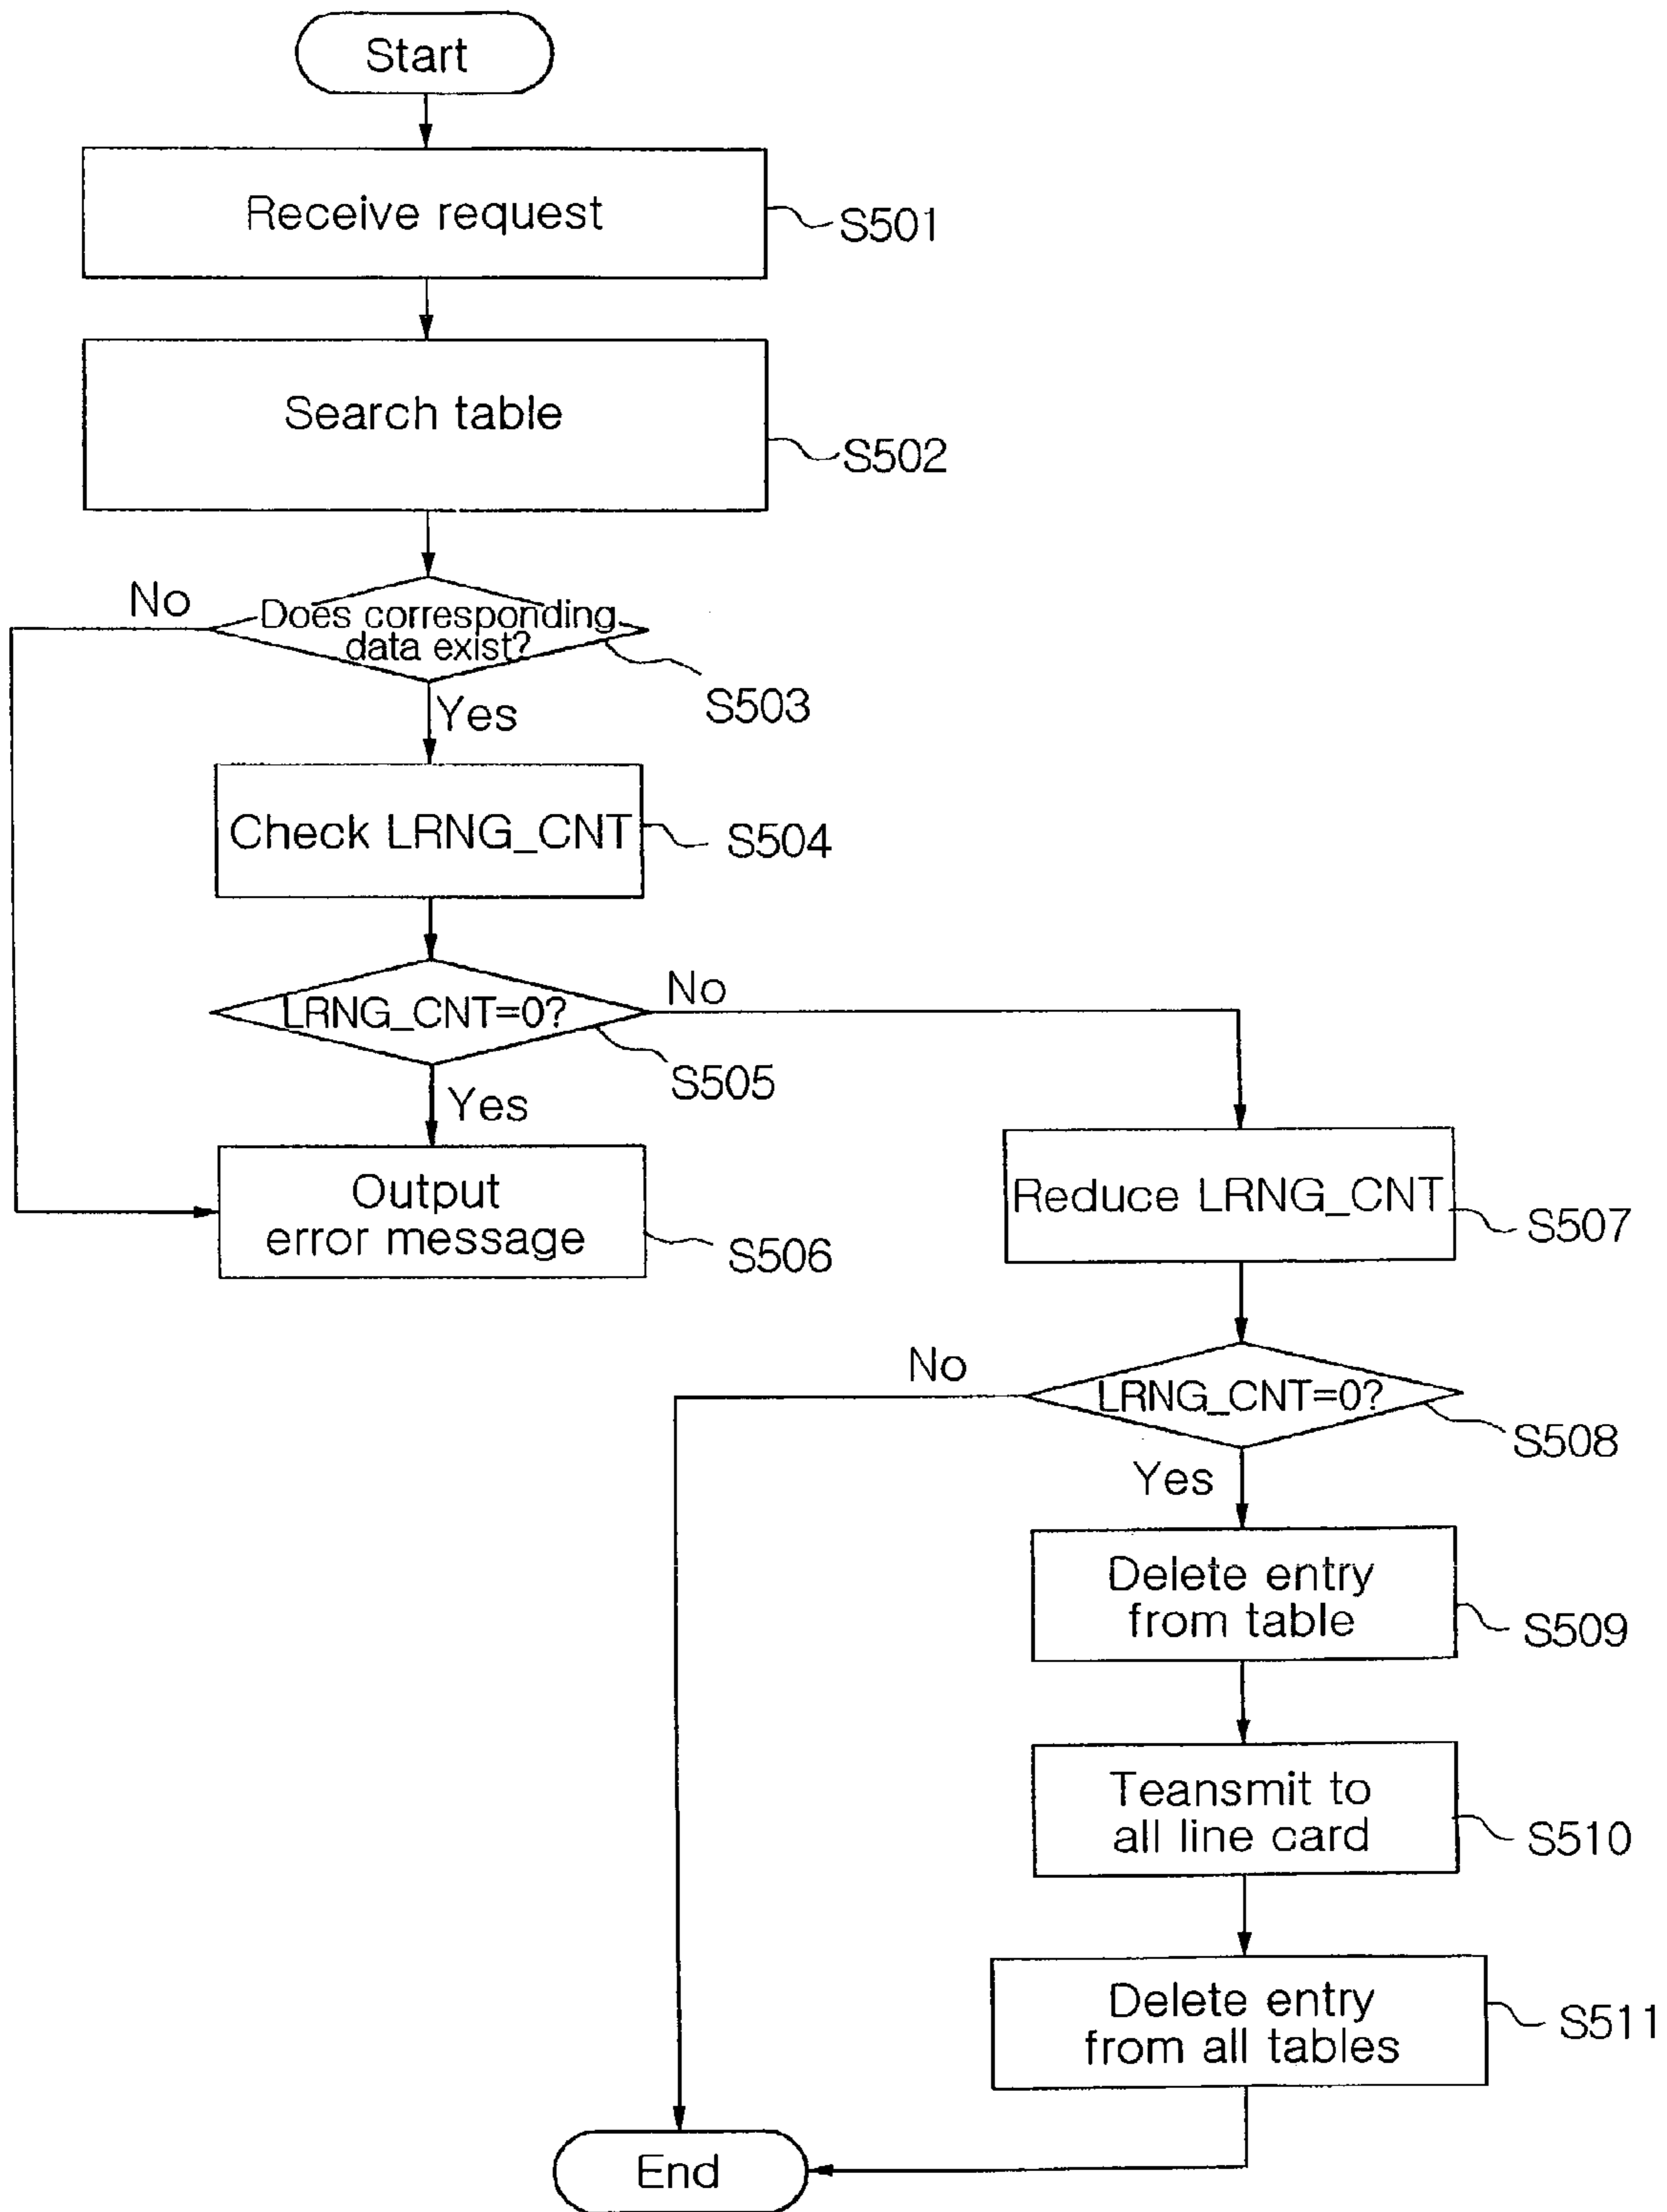 Start
Receive request
S501
Search table
S502
No
Does corresponding
data exist?
S503
Yes
Check LRNG_CNT
S504
LRNG_CNT=0?
No
S505
Yes
Output
error message
S506
Reduce LRNG_CNT
S507
No
LRNG_CNT=0?
S508
Yes
Delete entry
from table
S509
Teansmit to
all line card
S510
Delete entry
from all tables
S511
End